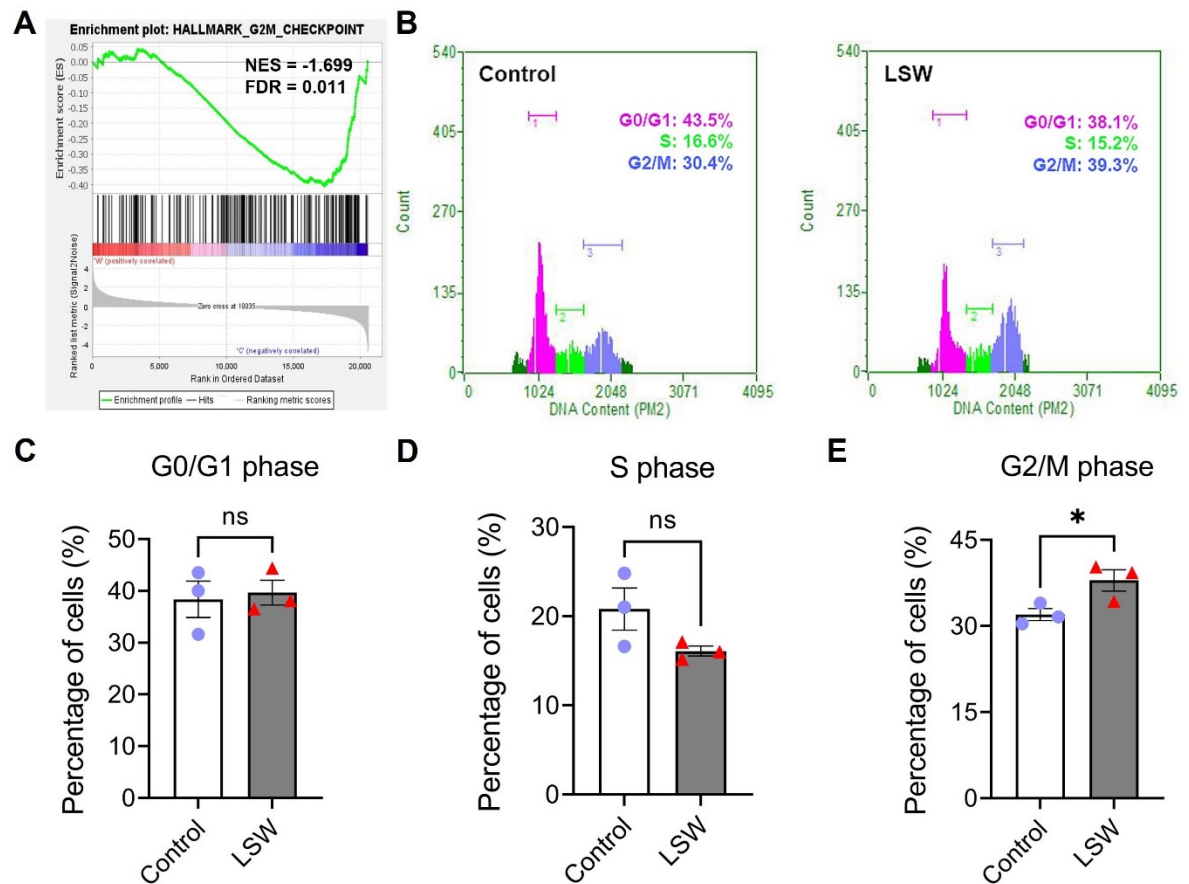 A
Enrichment plot: HALLMARK_G2M_CHECKPOINT
NES = -1.699
FDR = 0.011
Enrichment score (ES)
0.05
0.00
-0.05
-0.10
-0.15
-0.20
-0.25
-0.30
-0.35
-0.40
(positively correlated)
Ranked list metric (Signal2Noise)
4
2
0
-2
-4
Zero cross at 10035
'C' (negatively correlated)
0 5,000 10,000 15,000 20,000
Rank in Ordered Dataset
Enrichment profile Hits Ranking metric scores
B
Control
G0/G1: 43.5%
S: 16.6%
G2/M: 30.4%
1
2
3
Count
540
405
270
135
0
0 1024 2048 3071 4095
DNA Content (PM2)
LSW
G0/G1: 38.1%
S: 15.2%
G2/M: 39.3%
1
2
3
Count
540
405
270
135
0
0 1024 2048 3071 4095
DNA Content (PM2)
C
G0/G1 phase
ns
Percentage of cells (%)
50
40
30
20
10
0
Control
LSW
D
S phase
ns
Percentage of cells (%)
30
20
10
0
Control
LSW
E
G2/M phase
*
Percentage of cells (%)
45
30
15
0
Control
LSW